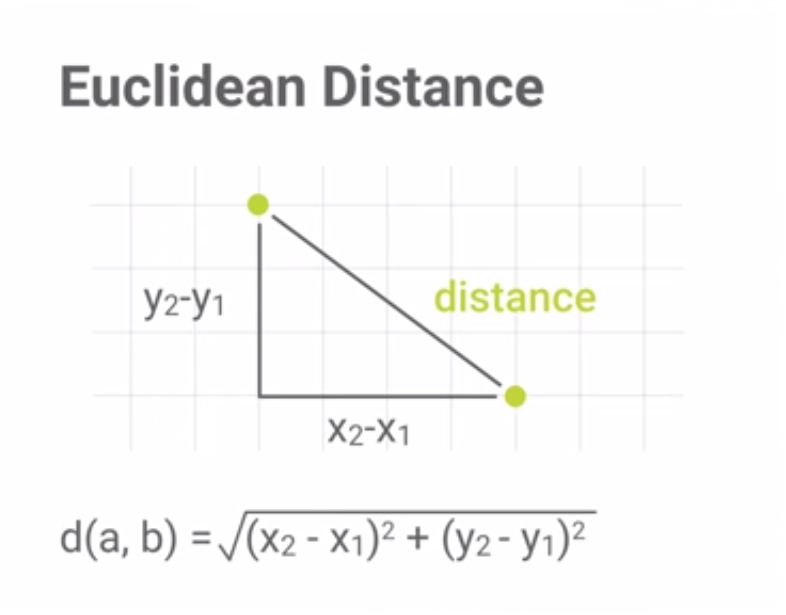 Euclidean Distance
y₂-y₁
distance
x₂-x₁
d(a, b) = √(x₂ - x₁)² + (y₂ - y₁)²